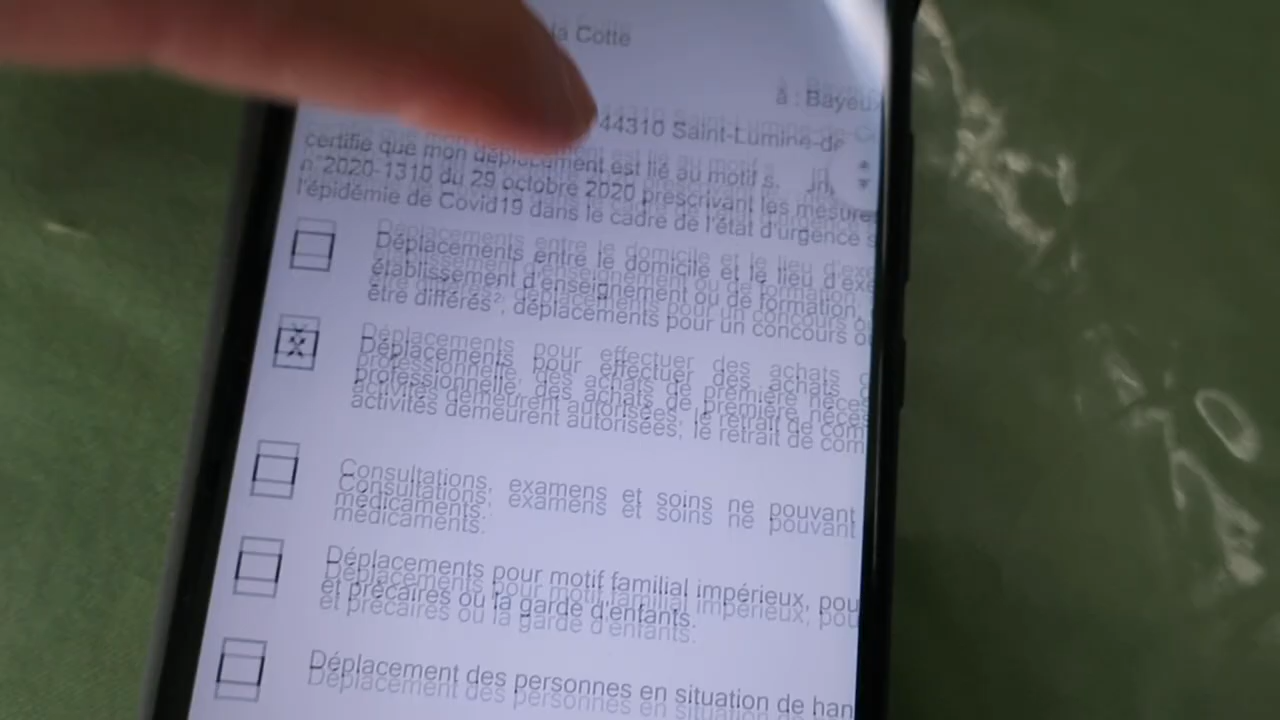 la Cotte
à : Bayeux
44310 Saint-Lumine-de
certifie que mon déplacement est lié au motif s.
n°2020-1310 du 29 octobre 2020 prescrivant les mesures
l'épidémie de Covid19 dans le cadre de l'état d'urgence s
Déplacements entre le domicile et le lieu d'exe
établissement d'enseignement ou de formation,
être différés², déplacements pour un concours o
Déplacements pour effectuer des achats
professionnelle, des achats de première néces
activités demeurent autorisées, le retrait de com
Consultations, examens et soins ne pouvant
médicaments.
Déplacements pour motif familial impérieux, pou
et précaires ou la garde d'enfants.
Déplacement des personnes en situation de han